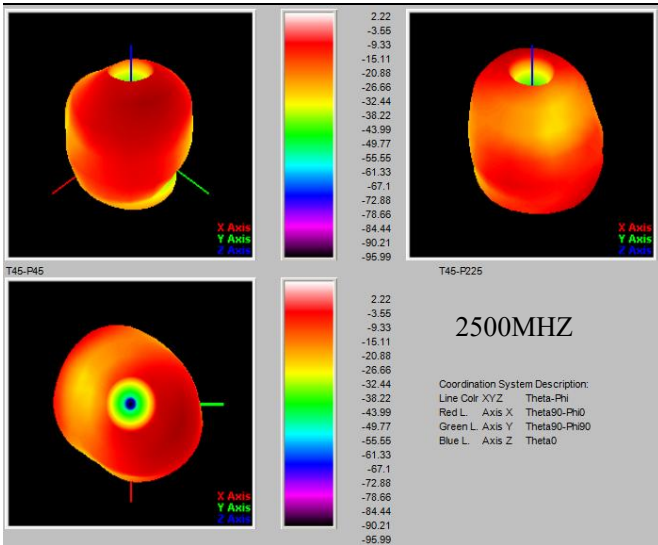 2.22
-3.55
-9.33
-15.11
-20.88
-26.66
-32.44
-38.22
-43.99
-49.77
-55.55
-61.33
-67.1
-72.88
-78.66
-84.44
-90.21
-95.99
X Axis
Y Axis
Z Axis
X Axis
Y Axis
Z Axis
T45-P45
T45-P225
2.22
-3.55
-9.33
-15.11
-20.88
-26.66
-32.44
-38.22
-43.99
-49.77
-55.55
-61.33
-67.1
-72.88
-78.66
-84.44
-90.21
-95.99
X Axis
Y Axis
Z Axis
2500MHZ
Coordination System Description:
Line Colr XYZ Theta-Phi
Red L. Axis X Theta90-Phi0
Green L. Axis Y Theta90-Phi90
Blue L. Axis Z Theta0